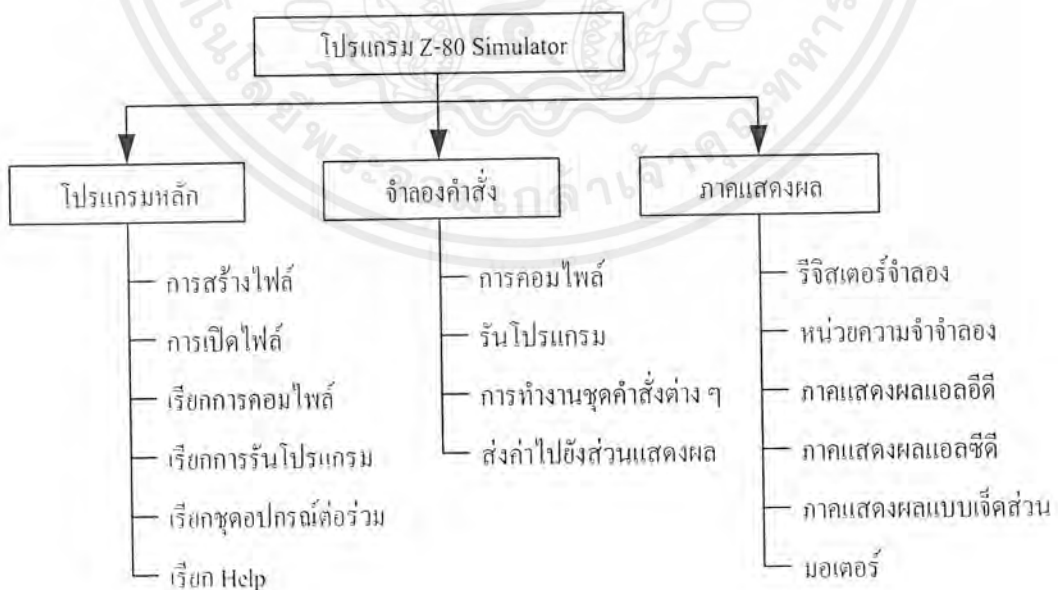 โปรแกรม Z-80 Simulator
โปรแกรมหลัก
การสร้างไฟล์
การเปิดไฟล์
เรียกการคอมไพล์
เรียกการรันโปรแกรม
เรียกชุดอุปกรณ์ต่อร่วม
เรียก Help
จำลองคำสั่ง
การคอมไพล์
รันโปรแกรม
การทำงานชุดคำสั่งต่าง ๆ
ส่งค่าไปยังส่วนแสดงผล
ภาคแสดงผล
รีจิสเตอร์จำลอง
หน่วยความจำจำลอง
ภาคแสดงผลแอลอีดี
ภาคแสดงผลแอลซีดี
ภาคแสดงผลแบบเจ็ดส่วน
มอเตอร์